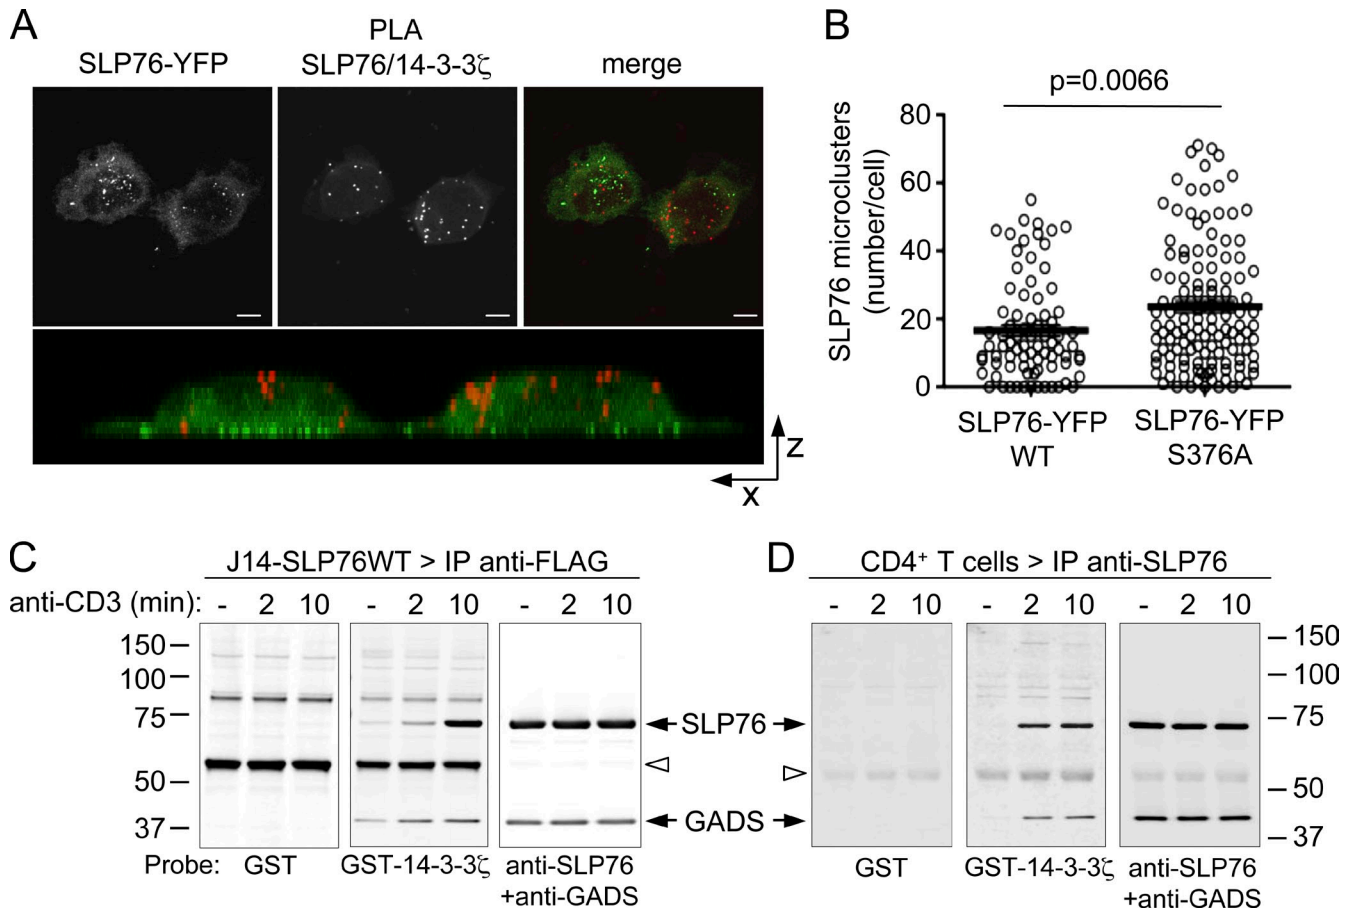 A
SLP76-YFP
PLA
SLP76/14-3-3ζ
merge
z
x
B
p=0.0066
SLP76 microclusters
(number/cell)
80
60
40
20
0
SLP76-YFP
WT
SLP76-YFP
S376A
C
J14-SLP76WT > IP anti-FLAG
anti-CD3 (min): - 2 10 - 2 10 - 2 10
150
100
75
50
37
SLP76
GADS
Probe: GST GST-14-3-3ζ anti-SLP76
+anti-GADS
D
CD4⁺ T cells > IP anti-SLP76
- 2 10 - 2 10 - 2 10
150
100
75
50
37
GST GST-14-3-3ζ anti-SLP76
+anti-GADS